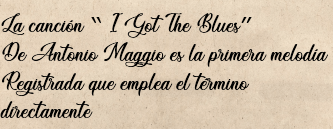 La canción “ I Got The Blues”
De Antonio Maggio es la primera melodía
Registrada que emplea el término
directamente